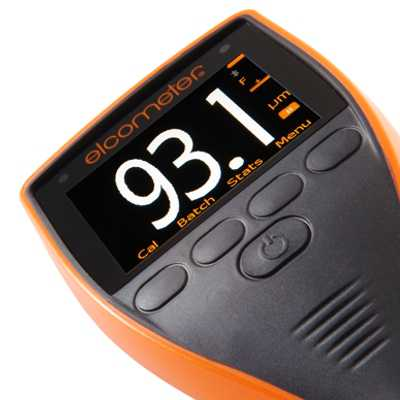 elcometer
F
93.1 µm
Cal Batch Stats Menu